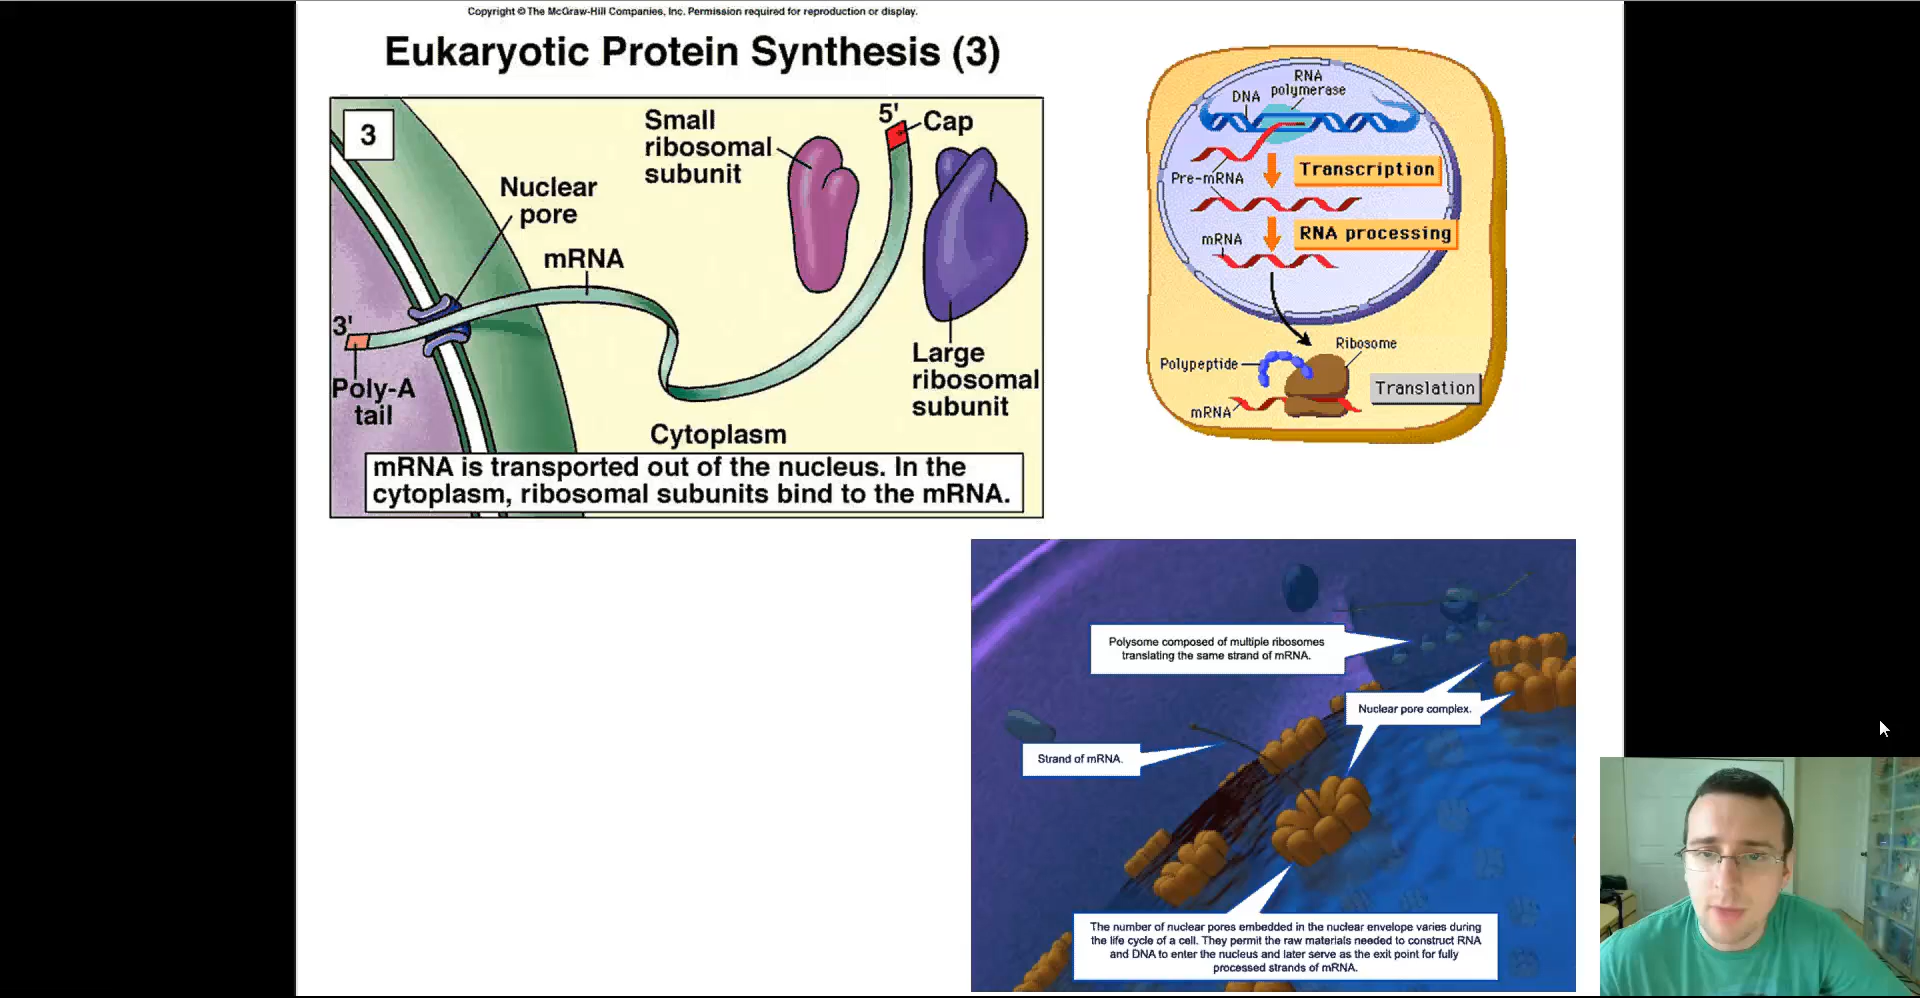 Copyright © The McGraw-Hill Companies, Inc. Permission required for reproduction or display.
Eukaryotic Protein Synthesis (3)
3
Small
ribosomal
subunit
5'
Cap
Nuclear
pore
mRNA
3'
Poly-A
tail
Large
ribosomal
subunit
Cytoplasm
mRNA is transported out of the nucleus. In the
cytoplasm, ribosomal subunits bind to the mRNA.
RNA
polymerase
DNA
Transcription
Pre-mRNA
RNA processing
mRNA
Ribosome
Polypeptide
Translation
mRNA
Polysome composed of multiple ribosomes
translating the same strand of mRNA.
Nuclear pore complex.
Strand of mRNA.
The number of nuclear pores embedded in the nuclear envelope varies during
the life cycle of a cell. They permit the raw materials needed to construct RNA
and DNA to enter the nucleus and later serve as the exit point for fully
processed strands of mRNA.